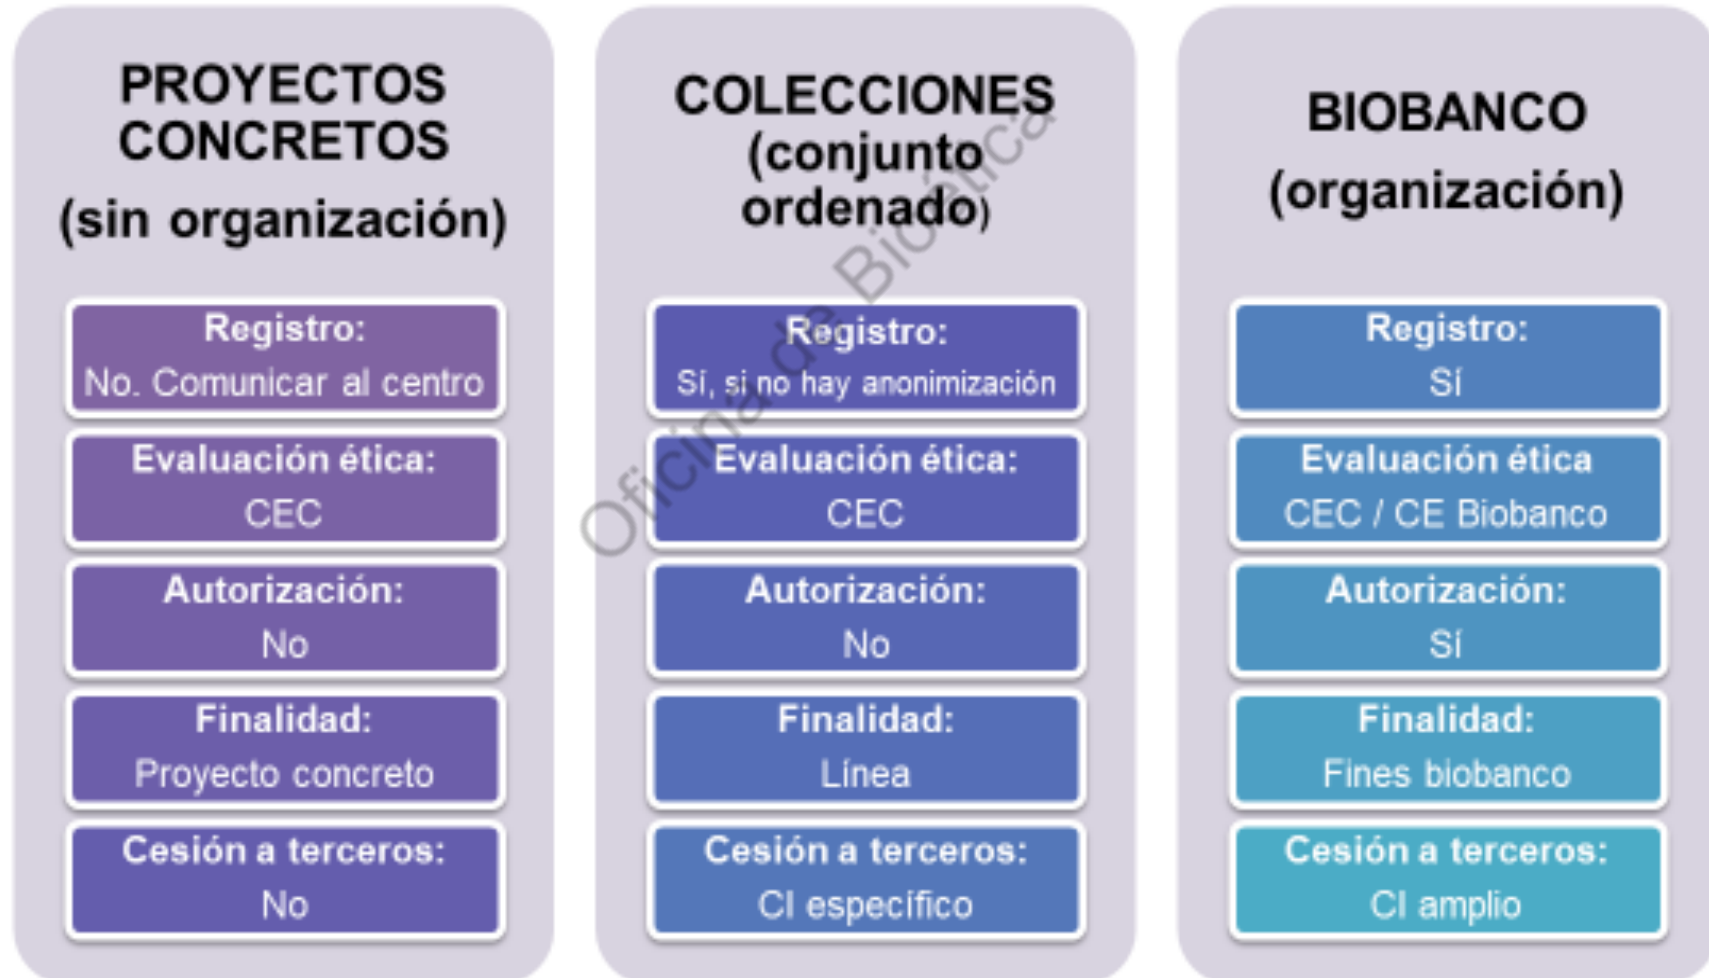 PROYECTOS
CONCRETOS
(sin organización)
Registro:
No. Comunicar al centro
Evaluación ética:
CEC
Autorización:
No
Finalidad:
Proyecto concreto
Cesión a terceros:
No
COLECCIONES
(conjunto
ordenado)
Registro:
Sí, si no hay anonimización
Evaluación ética:
CEC
Autorización:
No
Finalidad:
Línea
Cesión a terceros:
CI específico
BIOBANCO
(organización)
Registro:
Sí
Evaluación ética
CEC / CE Biobanco
Autorización:
Sí
Finalidad:
Fines biobanco
Cesión a terceros:
CI amplio
Oficina de Bioética